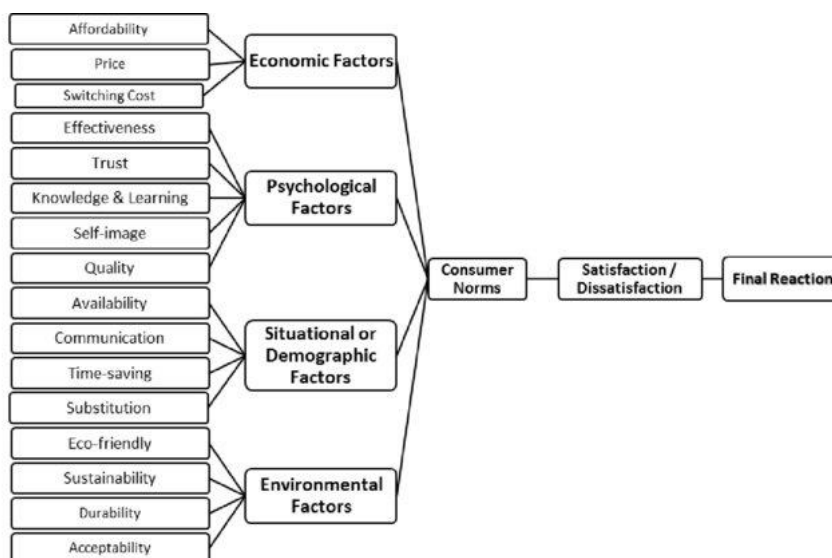 Affordability
Price
Switching Cost
Effeciveness
Trust
Knowledge & Learning
Self-image
Quality
Availability
Communication
Time-saving
Substitution
Eco-friendly
Sustainability
Durability
Acceptability
Economic Factors
Psychological
Factors
Situational or
Demographic
Factors
Environmental
Factors
Consumer
Norms
Satisfaction /
Dissatisfaction
Final Reaction